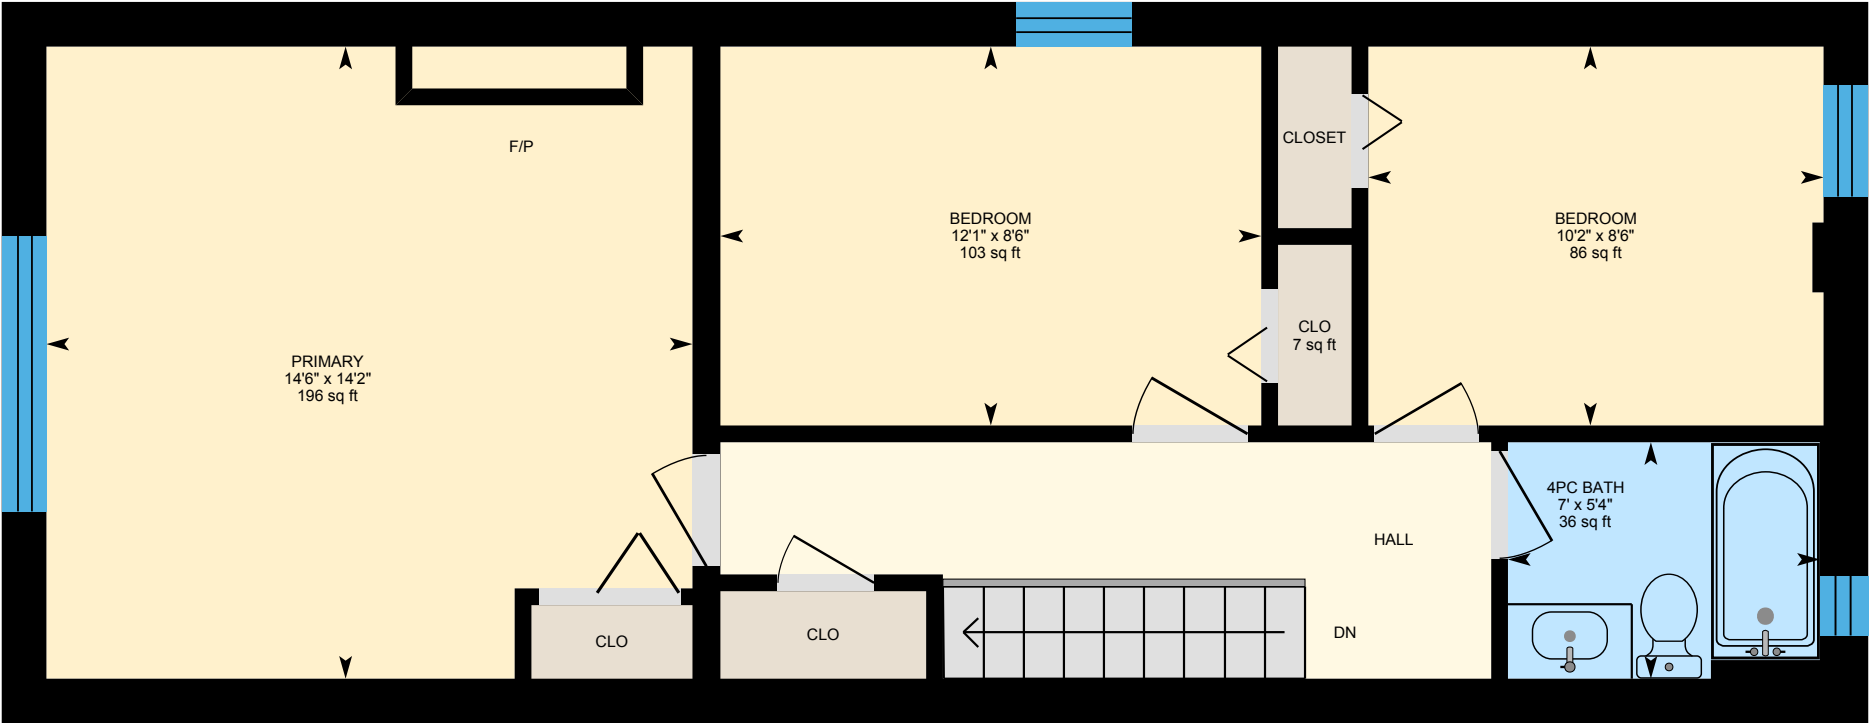 F/P
PRIMARY
14'6" x 14'2"
196 sq ft
BEDROOM
12'1" x 8'6"
103 sq ft
CLOSET
CLO
7 sq ft
BEDROOM
10'2" x 8'6"
86 sq ft
4PC BATH
7' x 5'4"
36 sq ft
HALL
CLO
CLO
DN